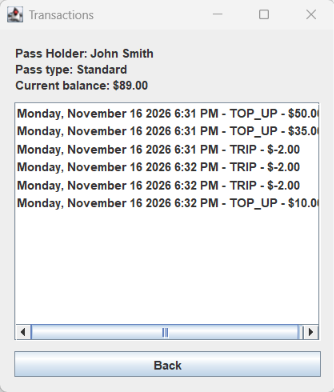 Transactions
Pass Holder: John Smith
Pass type: Standard
Current balance: $89.00
Monday, November 16 2026 6:31 PM - TOP_UP - $50.0
Monday, November 16 2026 6:31 PM - TOP_UP - $35.0
Monday, November 16 2026 6:31 PM - TRIP - $-2.00
Monday, November 16 2026 6:32 PM - TRIP - $-2.00
Monday, November 16 2026 6:32 PM - TRIP - $-2.00
Monday, November 16 2026 6:32 PM - TOP_UP - $10.0
Back